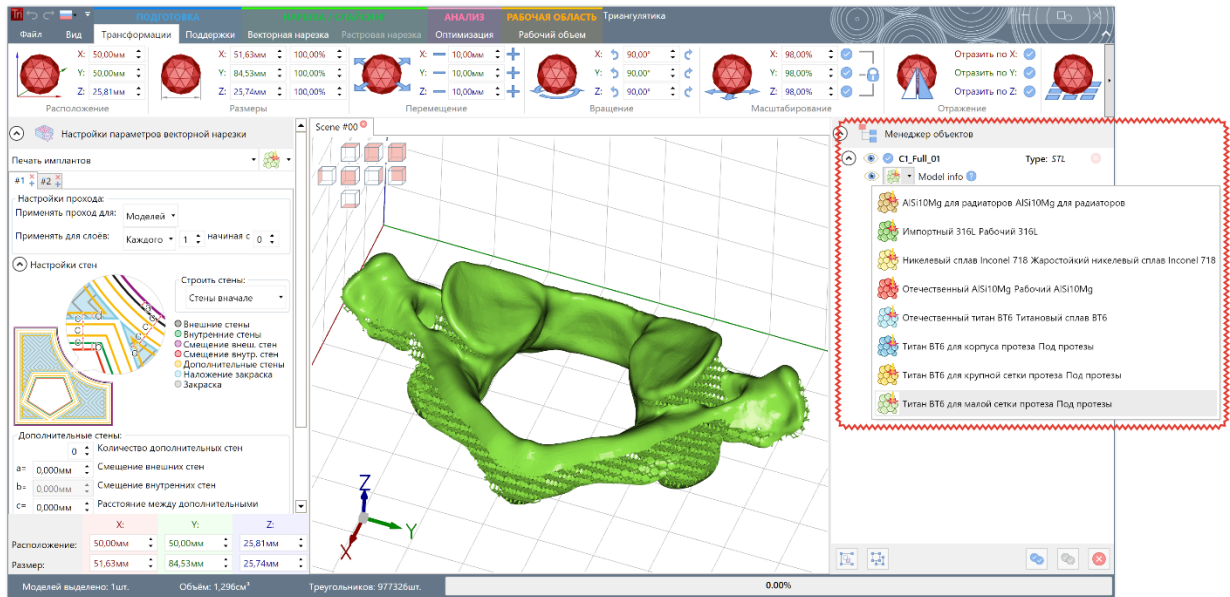 Tri
ПОДГОТОВКА
АНАЛИЗ
РАБОЧАЯ ОБЛАСТЬ
Триангулятика
Файл Вид Трансформации Поддержки Векторная нарезка Растровая нарезка Оптимизация Рабочий объем
X: 50,00мм X: 51,63мм 100,00% X: 10,00мм X: 90,00° X: 98,00% Отразить по X:
Y: 50,00мм Y: 84,53мм 100,00% Y: 10,00мм Y: 90,00° Y: 98,00% Отразить по Y:
Z: 25,81мм Z: 25,74мм 100,00% Z: 10,00мм Z: 90,00° Z: 98,00% Отразить по Z:
Расположение Размеры Перемещение Вращение Масштабирование Отражение
Настройки параметров векторной нарезки
Печать имплантов
#1 #2
Настройки прохода:
Применять проход для: Моделей
Применять для слоёв: Каждого 1 начиная с 0
Настройки стен
Строить стены:
Стены вначале
Внешние стены
Внутренние стены
Смещение внеш. стен
Смещение внутр. стен
Дополнительные стены
Наложение закраска
Закраска
Дополнительные стены:
0 Количество дополнительных стен
a= 0,000мм Смещение внешних стен
b= 0,000мм Смещение внутренних стен
c= 0,000мм Расстояние между дополнительными
X: Y: Z:
Расположение: 50,00мм 50,00мм 25,81мм
Размер: 51,63мм 84,53мм 25,74мм
Scene #00
Z
Y
X
Менеджер объектов
C1_Full_01 Type: STL
Model info
AlSi10Mg для радиаторов AlSi10Mg для радиаторов
Импортный 316L Рабочий 316L
Никелевый сплав Inconel 718 Жаростойкий никелевый сплав Inconel 718
Отечественный AlSi10Mg Рабочий AlSi10Mg
Отечественный титан ВТ6 Титановый сплав ВТ6
Титан ВТ6 для корпуса протеза Под протезы
Титан ВТ6 для крупной сетки протеза Под протезы
Титан ВТ6 для малой сетки протеза Под протезы
Моделей выделено: 1шт. Объём: 1,296см³ Треугольников: 977326шт. 0.00%